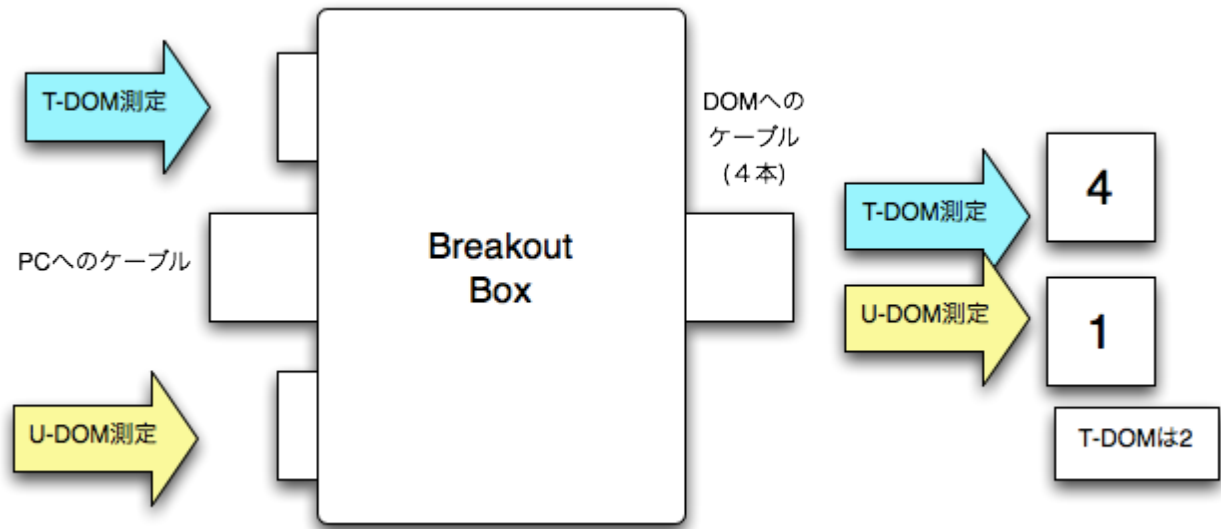 T-DOM測定
PCへのケーブル
U-DOM測定
Breakout
Box
DOMへの
ケーブル
(４本)
T-DOM測定
4
U-DOM測定
1
T-DOMは2